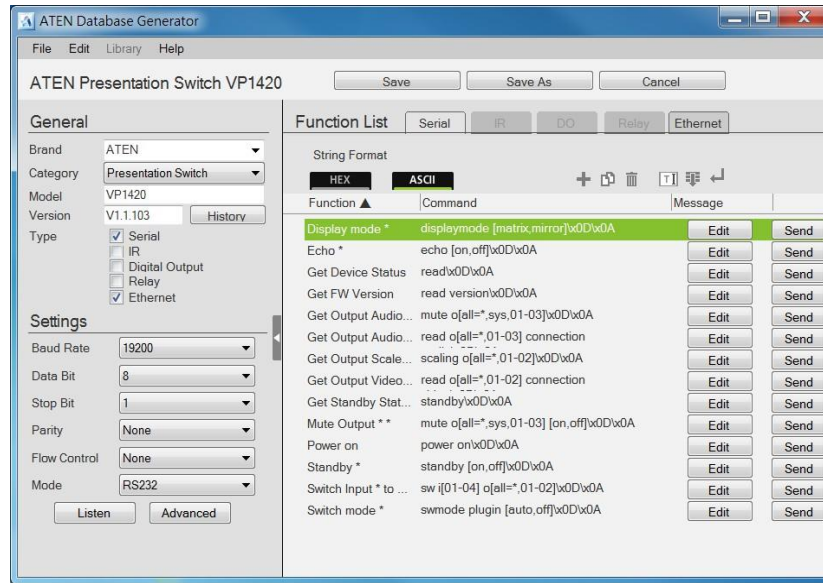 ATEN Database Generator
File Edit Library Help
ATEN Presentation Switch VP1420
Save Save As Cancel
General
Brand ATEN
Category Presentation Switch
Model VP1420
Version V1.1.103 History
Type Serial
IR
Digital Output
Relay
Ethernet
Settings
Baud Rate 19200
Data Bit 8
Stop Bit 1
Parity None
Flow Control None
Mode RS232
Listen Advanced
Function List Serial IR DO Relay Ethernet
String Format
HEX ASCII
Function ▲ Command Message
Display mode * displaymode [matrix,mirror]\x0D\x0A Edit Send
Echo * echo [on,off]\x0D\x0A Edit Send
Get Device Status read\x0D\x0A Edit Send
Get FW Version read version\x0D\x0A Edit Send
Get Output Audio... mute o[all=*,sys,01-03]\x0D\x0A Edit Send
Get Output Audio... read o[all=*,01-03] connection Edit Send
Get Output Scale... scaling o[all=*,01-02]\x0D\x0A Edit Send
Get Output Video... read o[all=*,01-02] connection Edit Send
Get Standby Stat... standby\x0D\x0A Edit Send
Mute Output * * mute o[all=*,sys,01-03] [on,off]\x0D\x0A Edit Send
Power on power on\x0D\x0A Edit Send
Standby * standby [on,off]\x0D\x0A Edit Send
Switch Input * to ... sw i[01-04] o[all=*,01-02]\x0D\x0A Edit Send
Switch mode * swmode plugin [auto,off]\x0D\x0A Edit Send